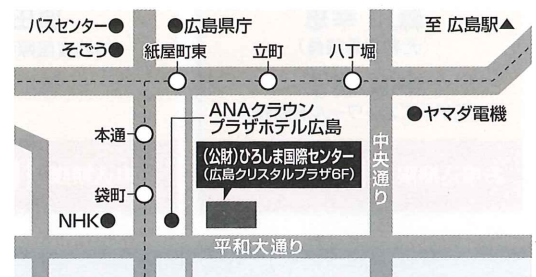 バスセンター●
●広島県庁
至 広島駅▲
そごう●
紙屋町東
立町
八丁堀
ANAクラウン
プラザホテル広島
●ヤマダ電機
本通
(公財)ひろしま国際センター
(広島クリスタルプラザ6F)
中央通り
袋町
NHK●
平和大通り